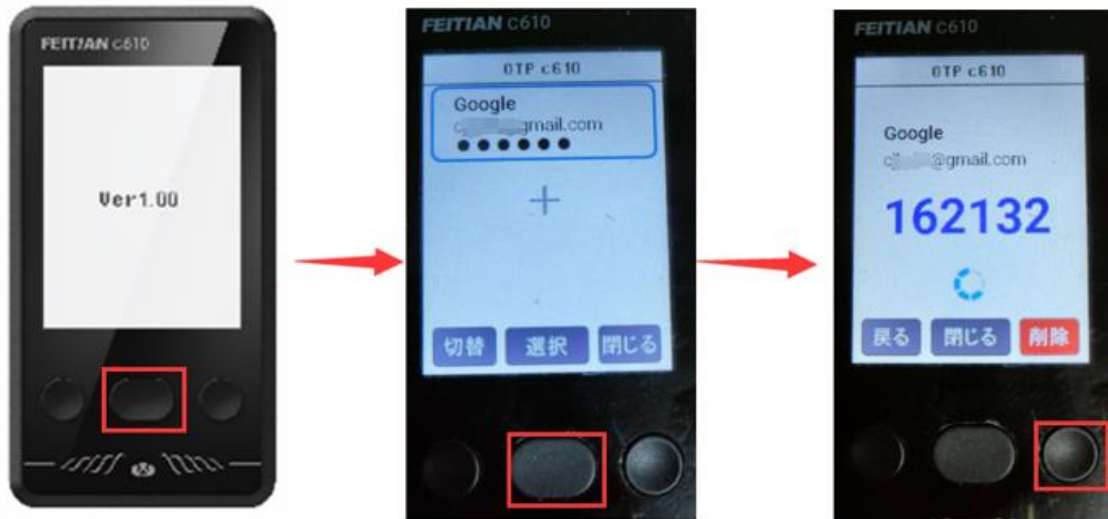 FEITIAN c610
Ver1.00
FEITIAN c610
OTP c610
Google
gmail.com
切替
選択
閉じる
FEITIAN c610
OTP c610
Google
@gmail.com
162132
戻る
閉じる
削除